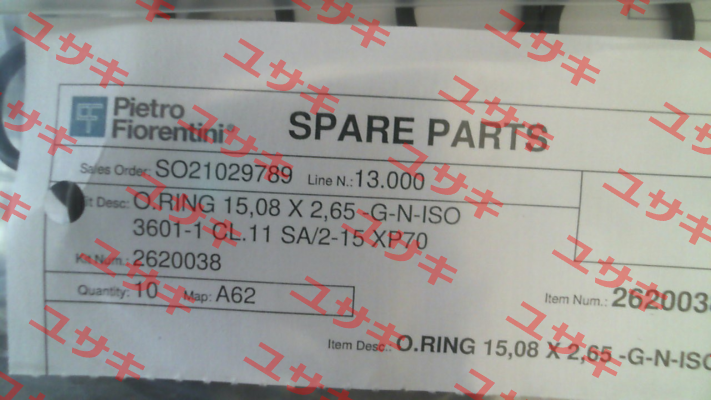 Pietro
Fiorentini
SPARE PARTS
Sales Order: SO21029789 Line N.: 13.000
Desc: O.RING 15,08 X 2,65 -G-N-ISO
3601-1 CL.11 SA/2-15 XP70
Kit Num.: 2620038
Quantity: 10 Map: A62
Item Num.: 262003
Item Desc.: O.RING 15,08 X 2,65 -G-N-ISO
ユサキ